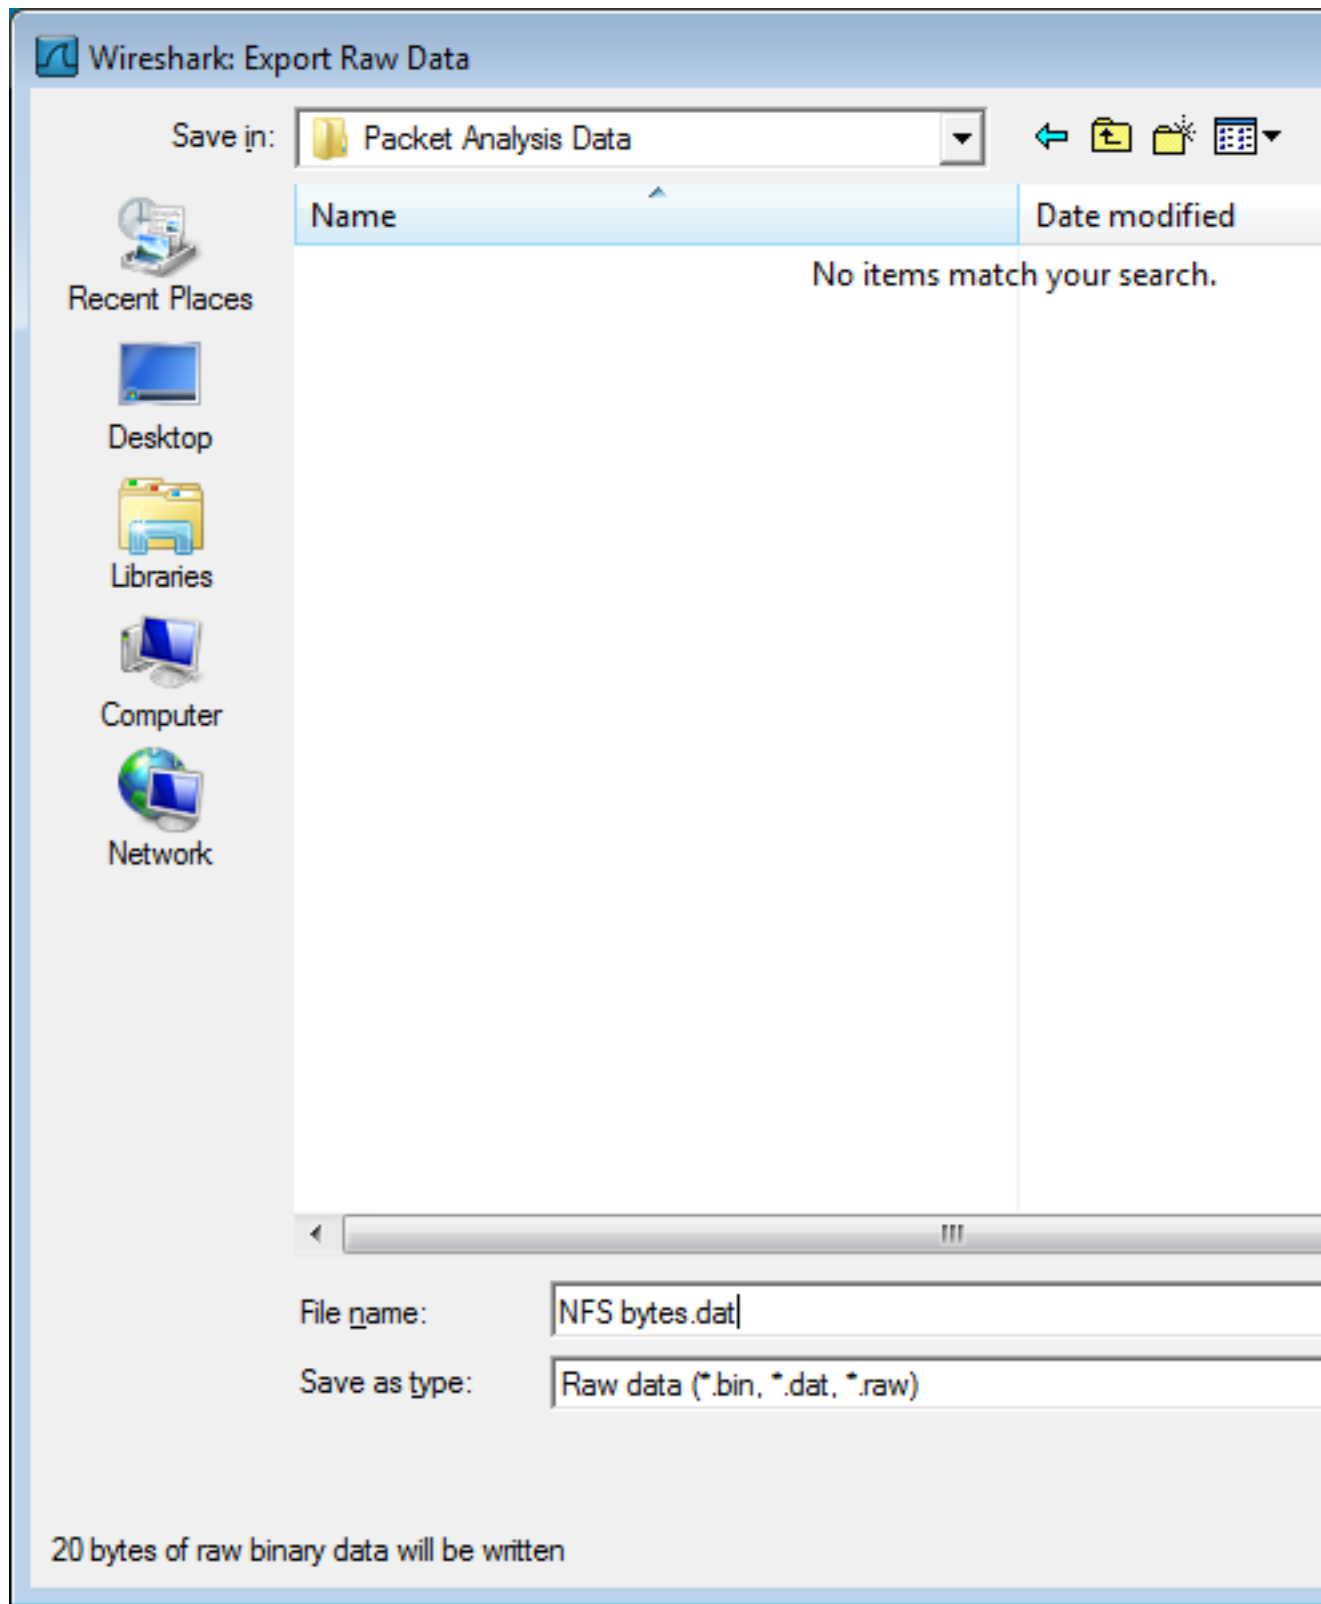 Wireshark: Export Raw Data
Save in: Packet Analysis Data
Name Date modified
No items match your search.
Recent Places
Desktop
Libraries
Computer
Network
File name: NFS bytes.dat
Save as type: Raw data (*.bin, *.dat, *.raw)
20 bytes of raw binary data will be written